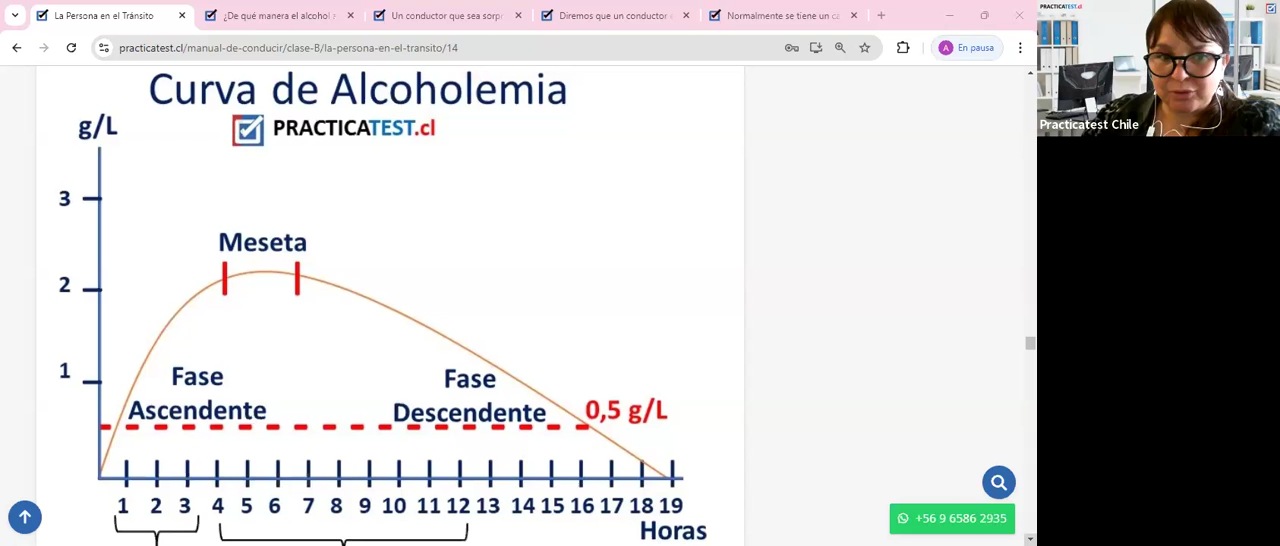 La Persona en el Tránsito
¿De qué manera el alcohol a
Un conductor que sea sorp
Diremos que un conductor e
Normalmente se tiene un ca
practicatest.cl/manual-de-conducir/clase-B/la-persona-en-el-transito/14
A
En pausa
PRACTICATEST.cl
Practicatest Chile
Curva de Alcoholemia
g/L
PRACTICATEST.cl
3
Meseta
2
1
Fase
Ascendente
Fase
Descendente
0,5 g/L
1 2 3 4 5 6 7 8 9 10 11 12 13 14 15 16 17 18 19
Horas
+56 9 6586 2935